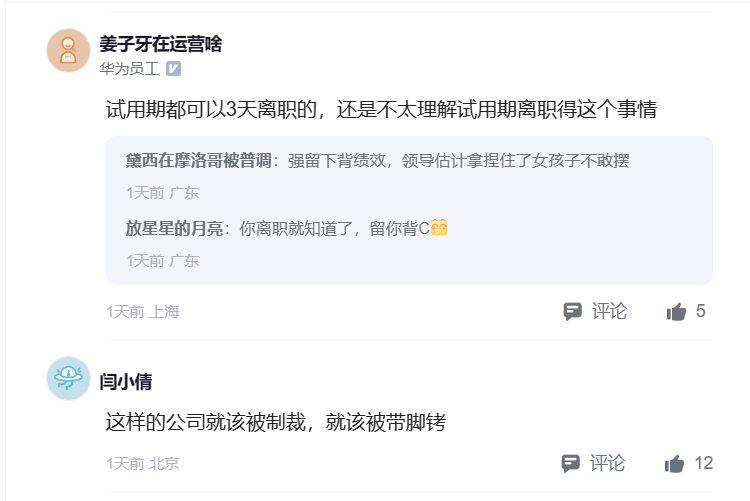 姜子牙在运营啥
华为员工
试用期都可以3天离职的，还是不太理解试用期离职得这个事情
黛西在摩洛哥被普调：强留下背绩效，领导估计拿捏住了女孩子不敢摆
1天前 广东
放星星的月亮：你离职就知道了，留你背C
1天前 广东
1天前 上海 评论 5
闫小倩
这样的公司就该被制裁，就该被带脚铐
1天前 北京 评论 12